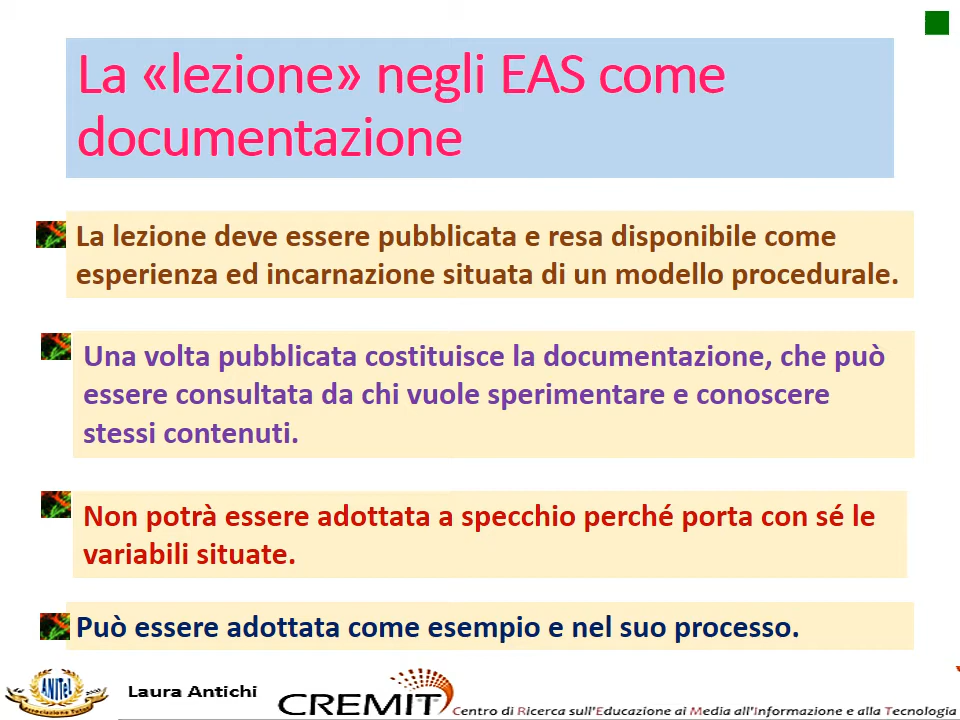 La «lezione» negli EAS come
documentazione
La lezione deve essere pubblicata e resa disponibile come
esperienza ed incarnazione situata di un modello procedurale.
Una volta pubblicata costituisce la documentazione, che può
essere consultata da chi vuole sperimentare e conoscere
stessi contenuti.
Non potrà essere adottata a specchio perché porta con sé le
variabili situate.
Può essere adottata come esempio e nel suo processo.
ANITeL
Associazione Tutor
Laura Antichi
CREMIT
Centro di Ricerca sull'Educazione ai Media all'Informazione e alla Tecnologia